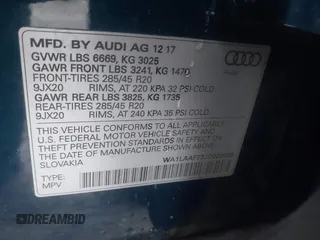 MFD. BY AUDI AG 12 17
GVWR LBS 6669, KG 3025
GAWR FRONT LBS 3241, KG 1470
FRONT-TIRES 285/45 R20
9JX20 RIMS, AT 220 KPA 32 PSI COLD
GAWR REAR LBS 3825, KG 1735
REAR-TIRES 285/45 R20
9JX20 RIMS, AT 240 KPA 35 PSI COLD
THIS VEHICLE CONFORMS TO ALL APPLICABLE
FEDERAL MOTOR VEHICLE SAFETY
STANDARDS IN EFFECT ON THE DATE OF
MANUFACTURE SHOWN ABOVE
SLOVAKIA
TYPE:
MPV
DREAMBID